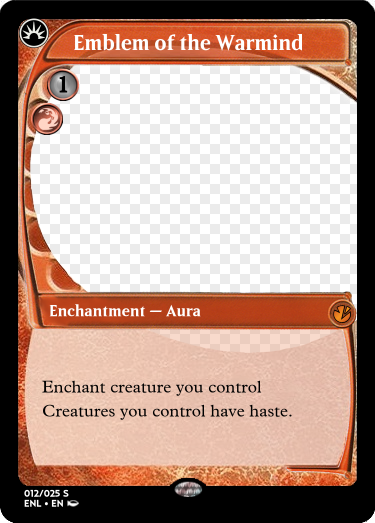 Emblem of the Warmind
1
Enchantment — Aura
Enchant creature you control
Creatures you control have haste.
012/025 S
ENL • EN